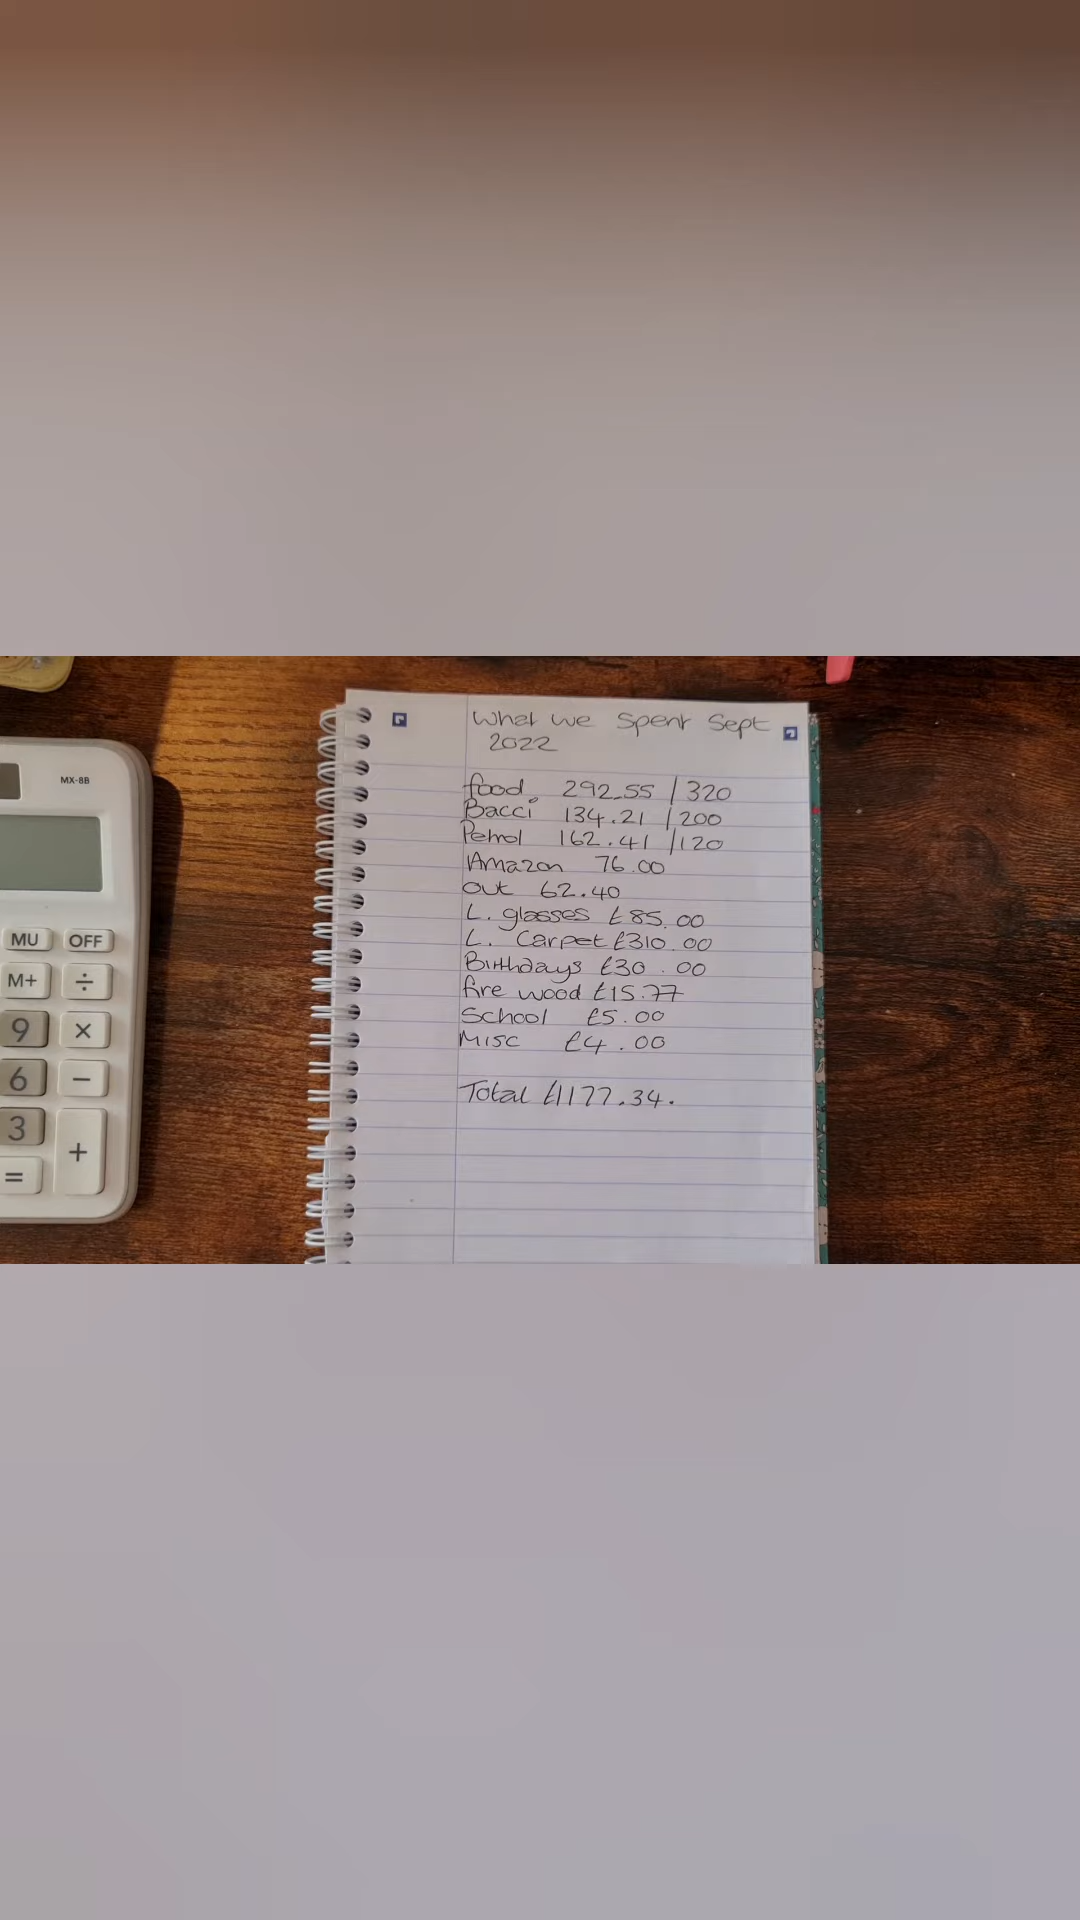 What we Spent Sept
2022
food 292.55 / 320
Bacci 134.21 / 200
Petrol 162.41 / 120
Amazon 76.00
out 62.40
L. glasses £85.00
L. Carpet £310.00
Birthdays £30.00
fire wood £15.77
School £5.00
Misc £4.00
Total £1177.34.
MX-8B
MU OFF
M+ ÷
9 ×
6 −
3 +
=